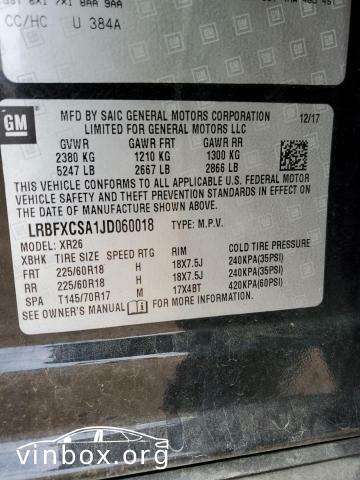 CC/HC U 384A
GM
MFD BY SAIC GENERAL MOTORS CORPORATION 12/17
LIMITED FOR GENERAL MOTORS LLC
GVWR GAWR FRT GAWR RR
2380 KG 1210 KG 1300 KG
5247 LB 2667 LB 2866 LB
THIS VEHICLE CONFORMS TO ALL APPLICABLE U.S. FEDERAL MOTOR
VEHICLE SAFETY AND THEFT PREVENTION STANDARDS IN EFFECT ON
THE DATE OF MANUFACTURE SHOWN ABOVE.
LRBFXCSA1JD060018 TYPE: M.P.V.
MODEL: XR26
XBHK TIRE SIZE SPEED RTG RIM COLD TIRE PRESSURE
FRT 225/60R18 H 18X7.5J 240KPA(35PSI)
RR 225/60R18 H 18X7.5J 240KPA(35PSI)
SPA T145/70R17 M 17X4BT 420KPA(60PSI)
SEE OWNER'S MANUAL FOR ADDITIONAL INFORMATION.
vinbox.org